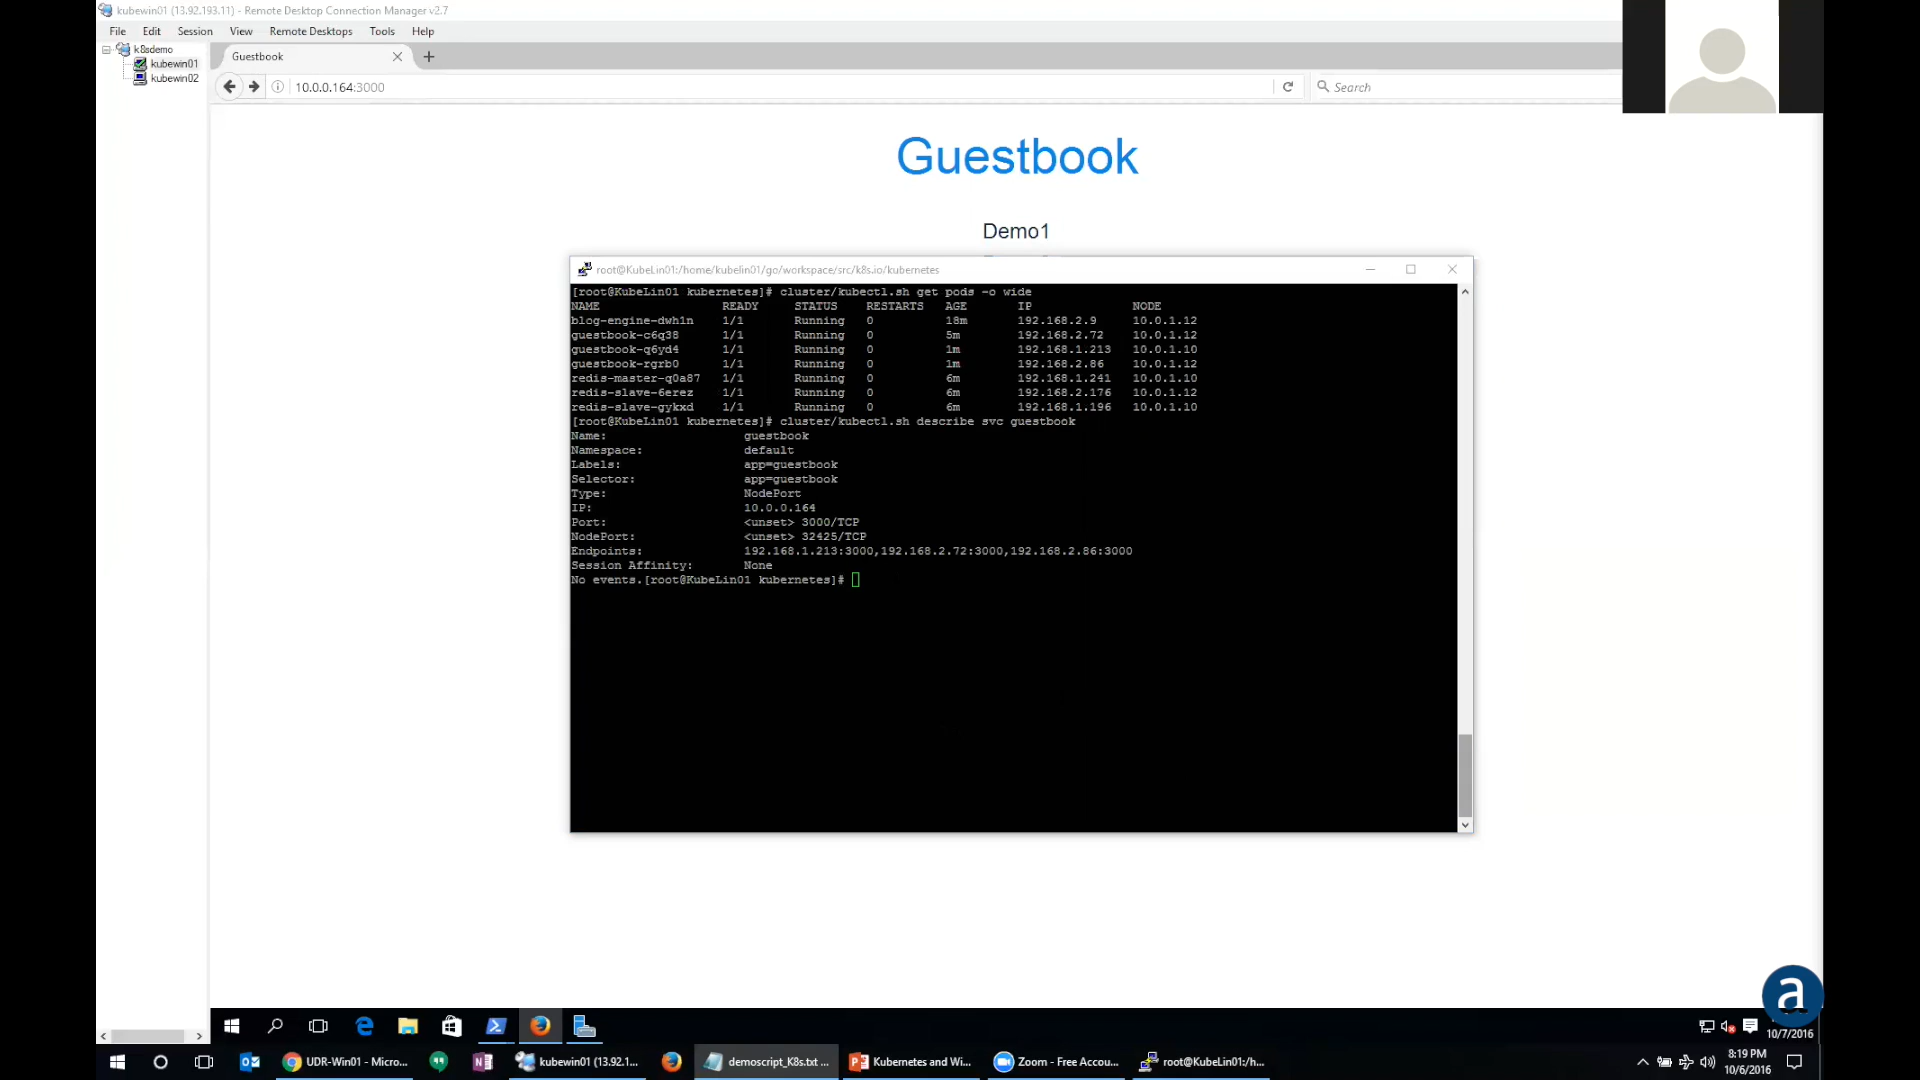 kubewin01 (13.92.193.11) - Remote Desktop Connection Manager v2.7
File Edit Session View Remote Desktops Tools Help
k8sdemo
kubewin01
kubewin02
Guestbook
10.0.0.164:3000
Search
Guestbook
Demo1
root@KubeLin01:/home/kubelin01/go/workspace/src/k8s.io/kubernetes
[root@KubeLin01 kubernetes]# cluster/kubectl.sh get pods -o wide
NAME READY STATUS RESTARTS AGE IP NODE
blog-engine-dwh1n 1/1 Running 0 18m 192.168.2.9 10.0.1.12
guestbook-c6q38 1/1 Running 0 5m 192.168.2.72 10.0.1.12
guestbook-q6yd4 1/1 Running 0 1m 192.168.1.213 10.0.1.10
guestbook-rgrb0 1/1 Running 0 1m 192.168.2.86 10.0.1.12
redis-master-q0a87 1/1 Running 0 6m 192.168.1.241 10.0.1.10
redis-slave-6erez 1/1 Running 0 6m 192.168.2.176 10.0.1.12
redis-slave-gykxd 1/1 Running 0 6m 192.168.1.196 10.0.1.10
[root@KubeLin01 kubernetes]# cluster/kubectl.sh describe svc guestbook
Name: guestbook
Namespace: default
Labels: app=guestbook
Selector: app=guestbook
Type: NodePort
IP: 10.0.0.164
Port: <unset> 3000/TCP
NodePort: <unset> 32425/TCP
Endpoints: 192.168.1.213:3000,192.168.2.72:3000,192.168.2.86:3000
Session Affinity: None
No events.[root@KubeLin01 kubernetes]#
a
10/7/2016
UDR-Win01 - Micro...
kubewin01 (13.92.1...
demoscript_K8s.txt ...
Kubernetes and Wi...
Zoom - Free Accou...
root@KubeLin01:/h...
8:19 PM
10/6/2016